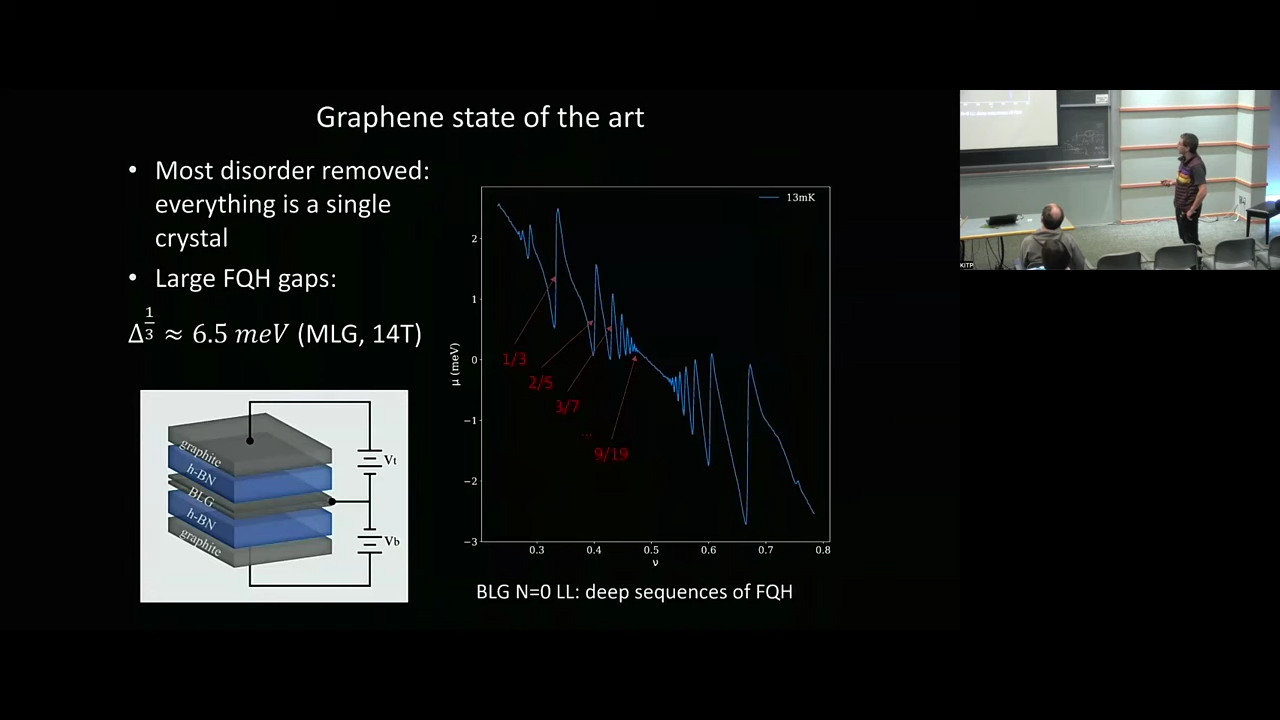 Graphene state of the art
• Most disorder removed:
everything is a single
crystal
• Large FQH gaps:
Δ^{1/3} ≈ 6.5 meV (MLG, 14T)
graphite
h-BN
BLG
h-BN
graphite
Vt
Vb
13mK
μ (meV)
2
1
0
−1
−2
−3
0.3 0.4 0.5 0.6 0.7 0.8
ν
1/3
2/5
3/7
...
9/19
BLG N=0 LL: deep sequences of FQH
KITP